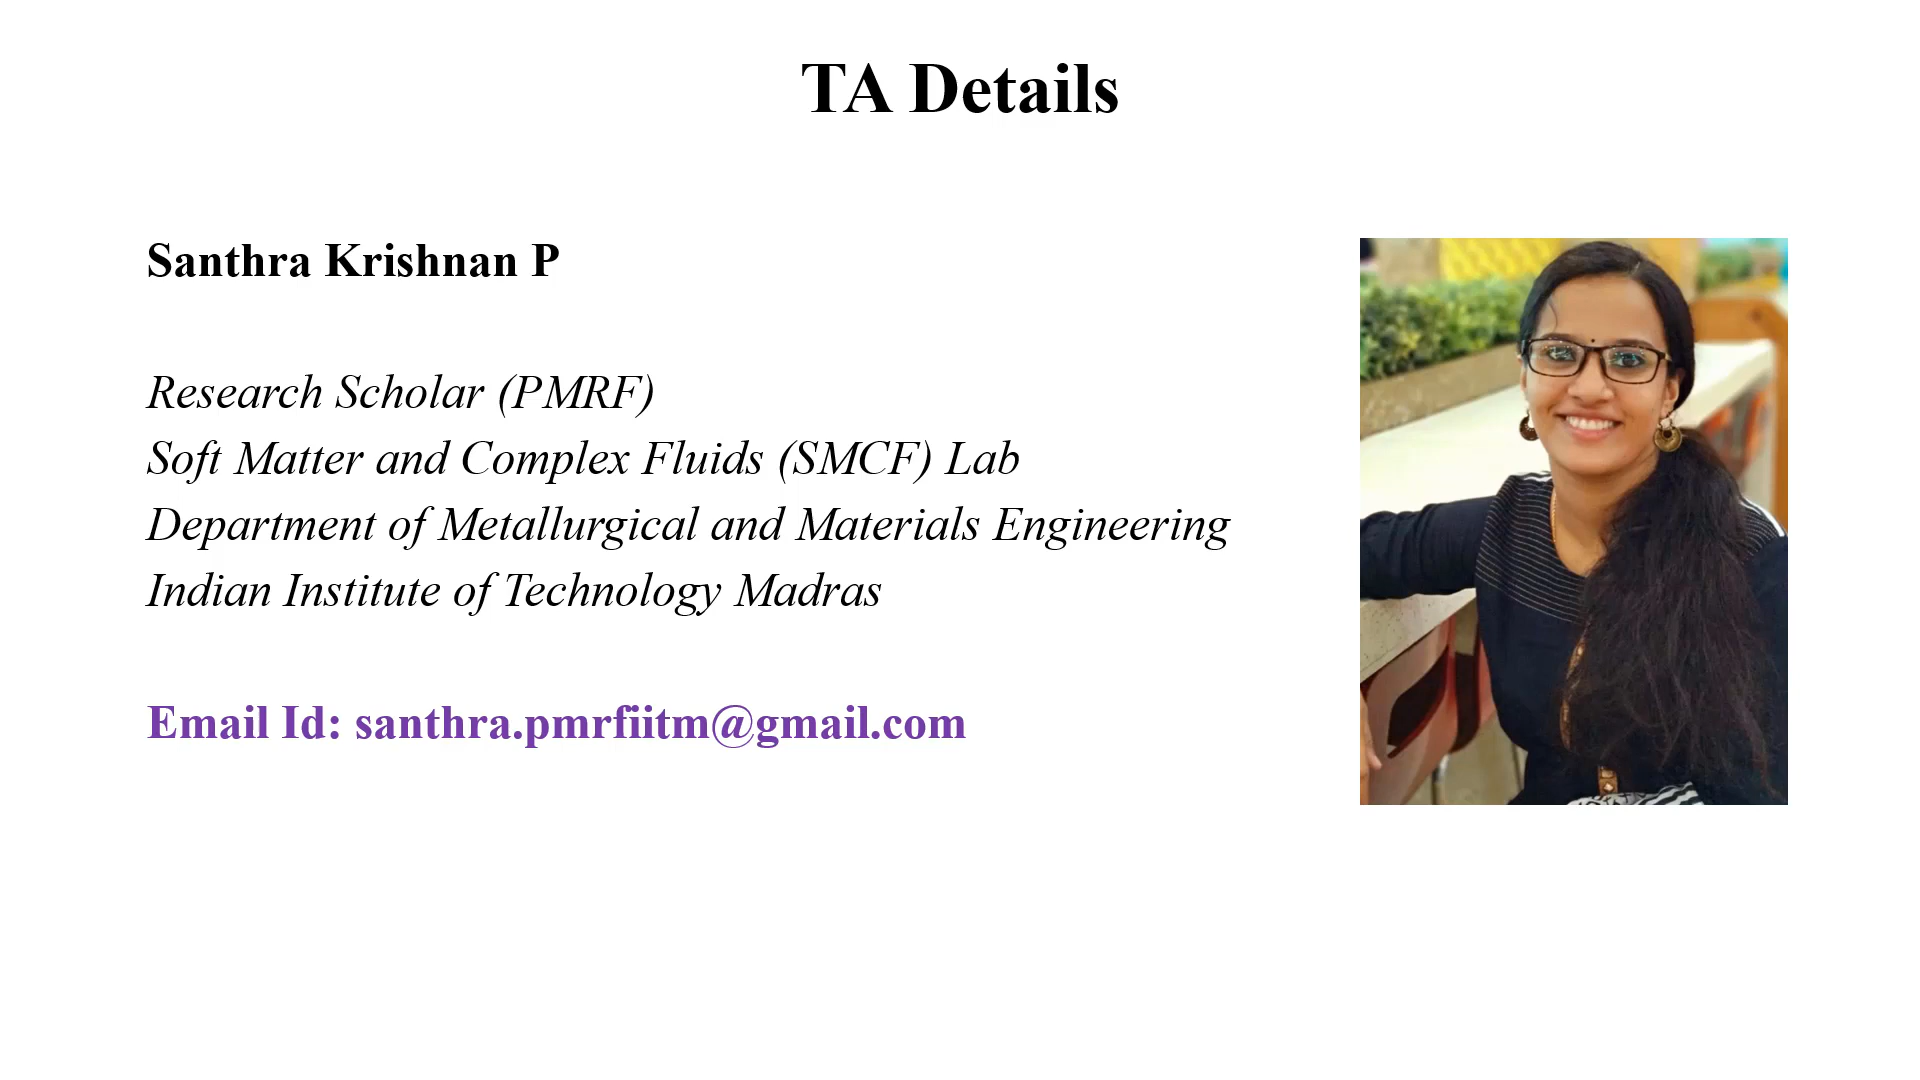 TA Details
Santhra Krishnan P
Research Scholar (PMRF)
Soft Matter and Complex Fluids (SMCF) Lab
Department of Metallurgical and Materials Engineering
Indian Institute of Technology Madras
Email Id: santhra.pmrfiitm@gmail.com